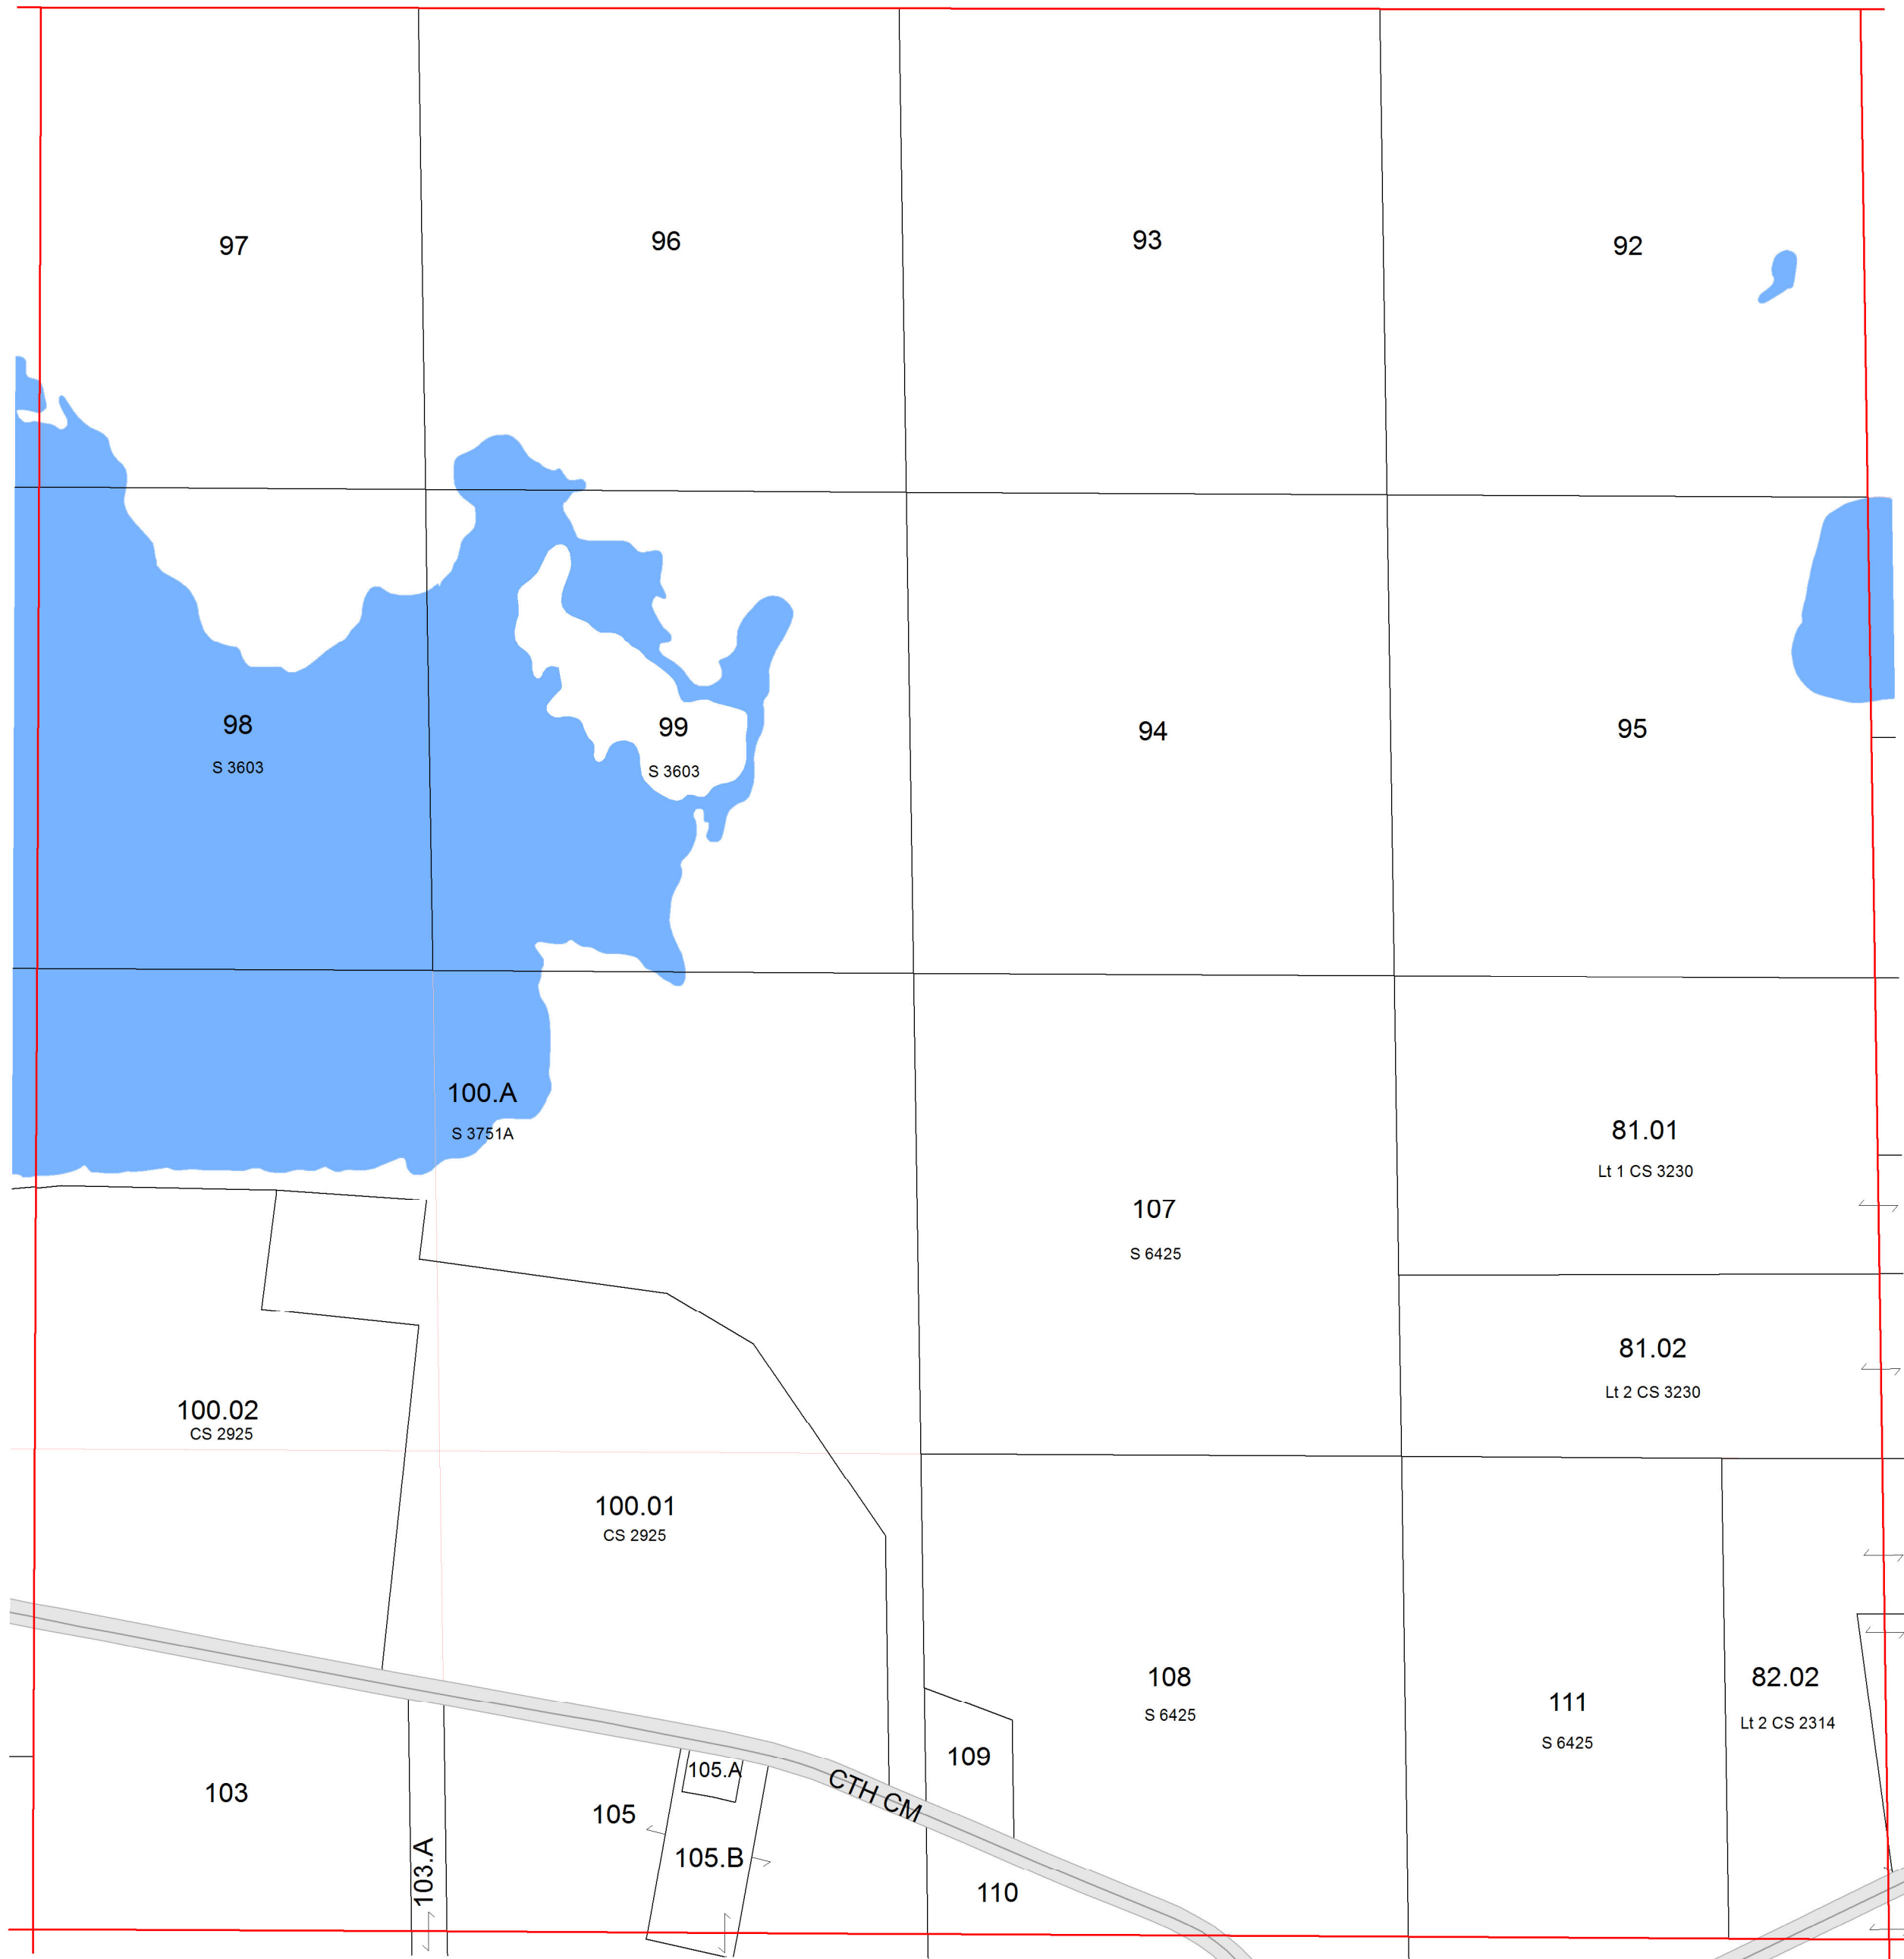 97
96
93
92
98
S 3603
99
S 3603
94
95
100.A
S 3751A
81.01
Lt 1 CS 3230
107
S 6425
81.02
Lt 2 CS 3230
100.02
CS 2925
100.01
CS 2925
108
S 6425
111
S 6425
82.02
Lt 2 CS 2314
109
105.A
103
105
CTH CM
103.A
105.B
110